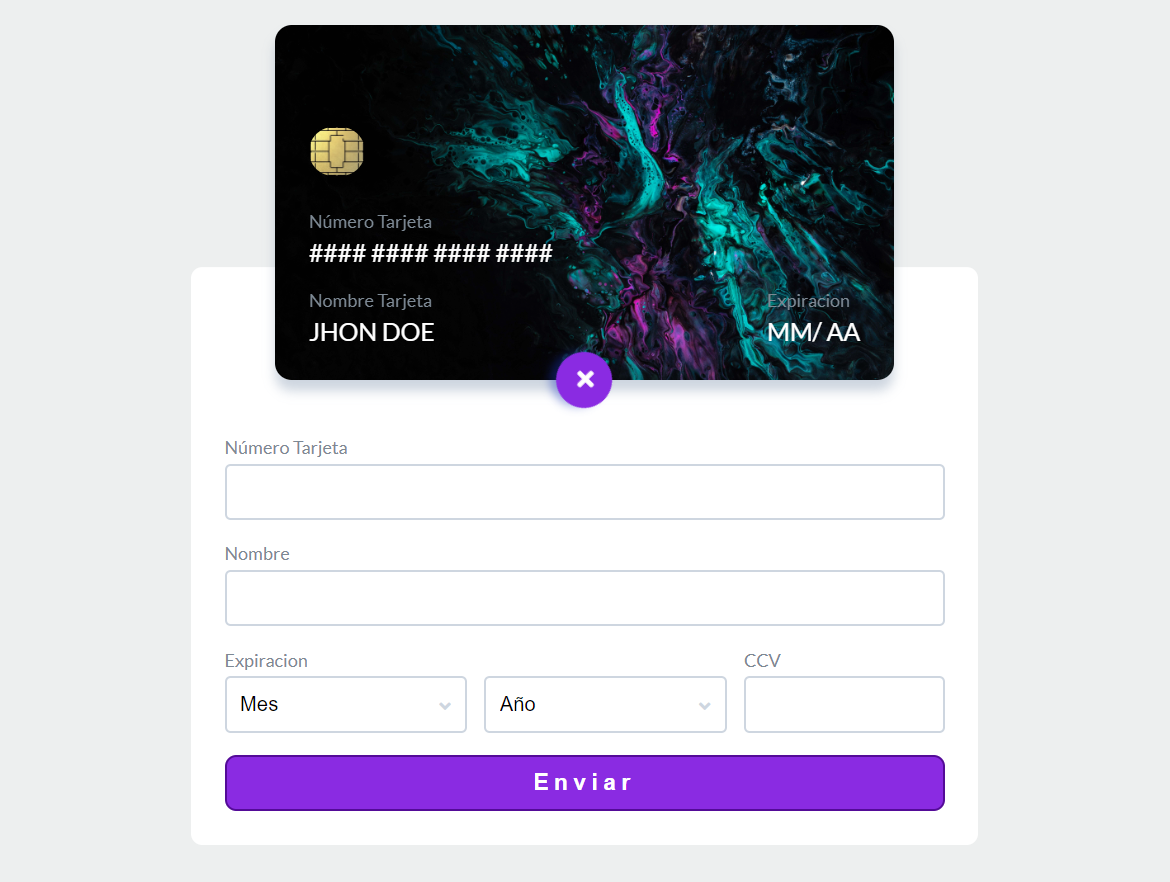 Número Tarjeta
#### #### #### ####
Nombre Tarjeta
Expiracion
JHON DOE
MM/ AA
Número Tarjeta
Nombre
Expiracion
CCV
Mes
Año
Enviar